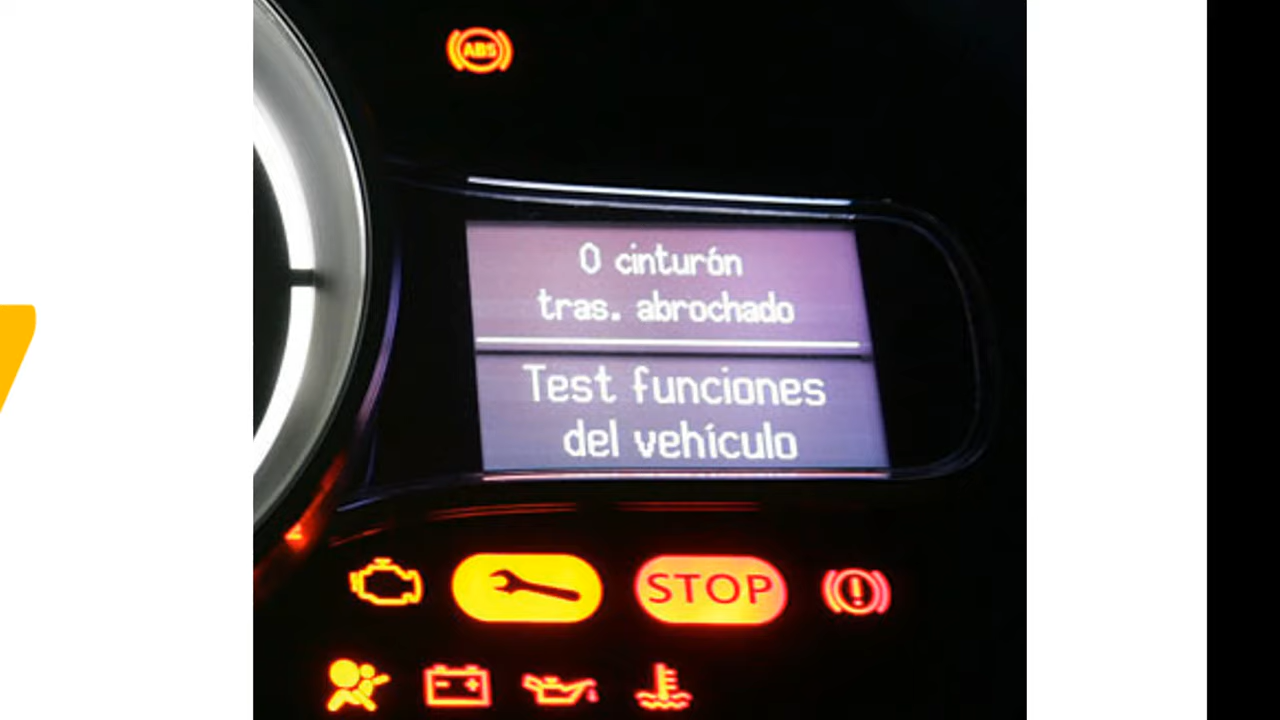 ABS
0 cinturón
tras. abrochado
Test funciones
del vehículo
STOP